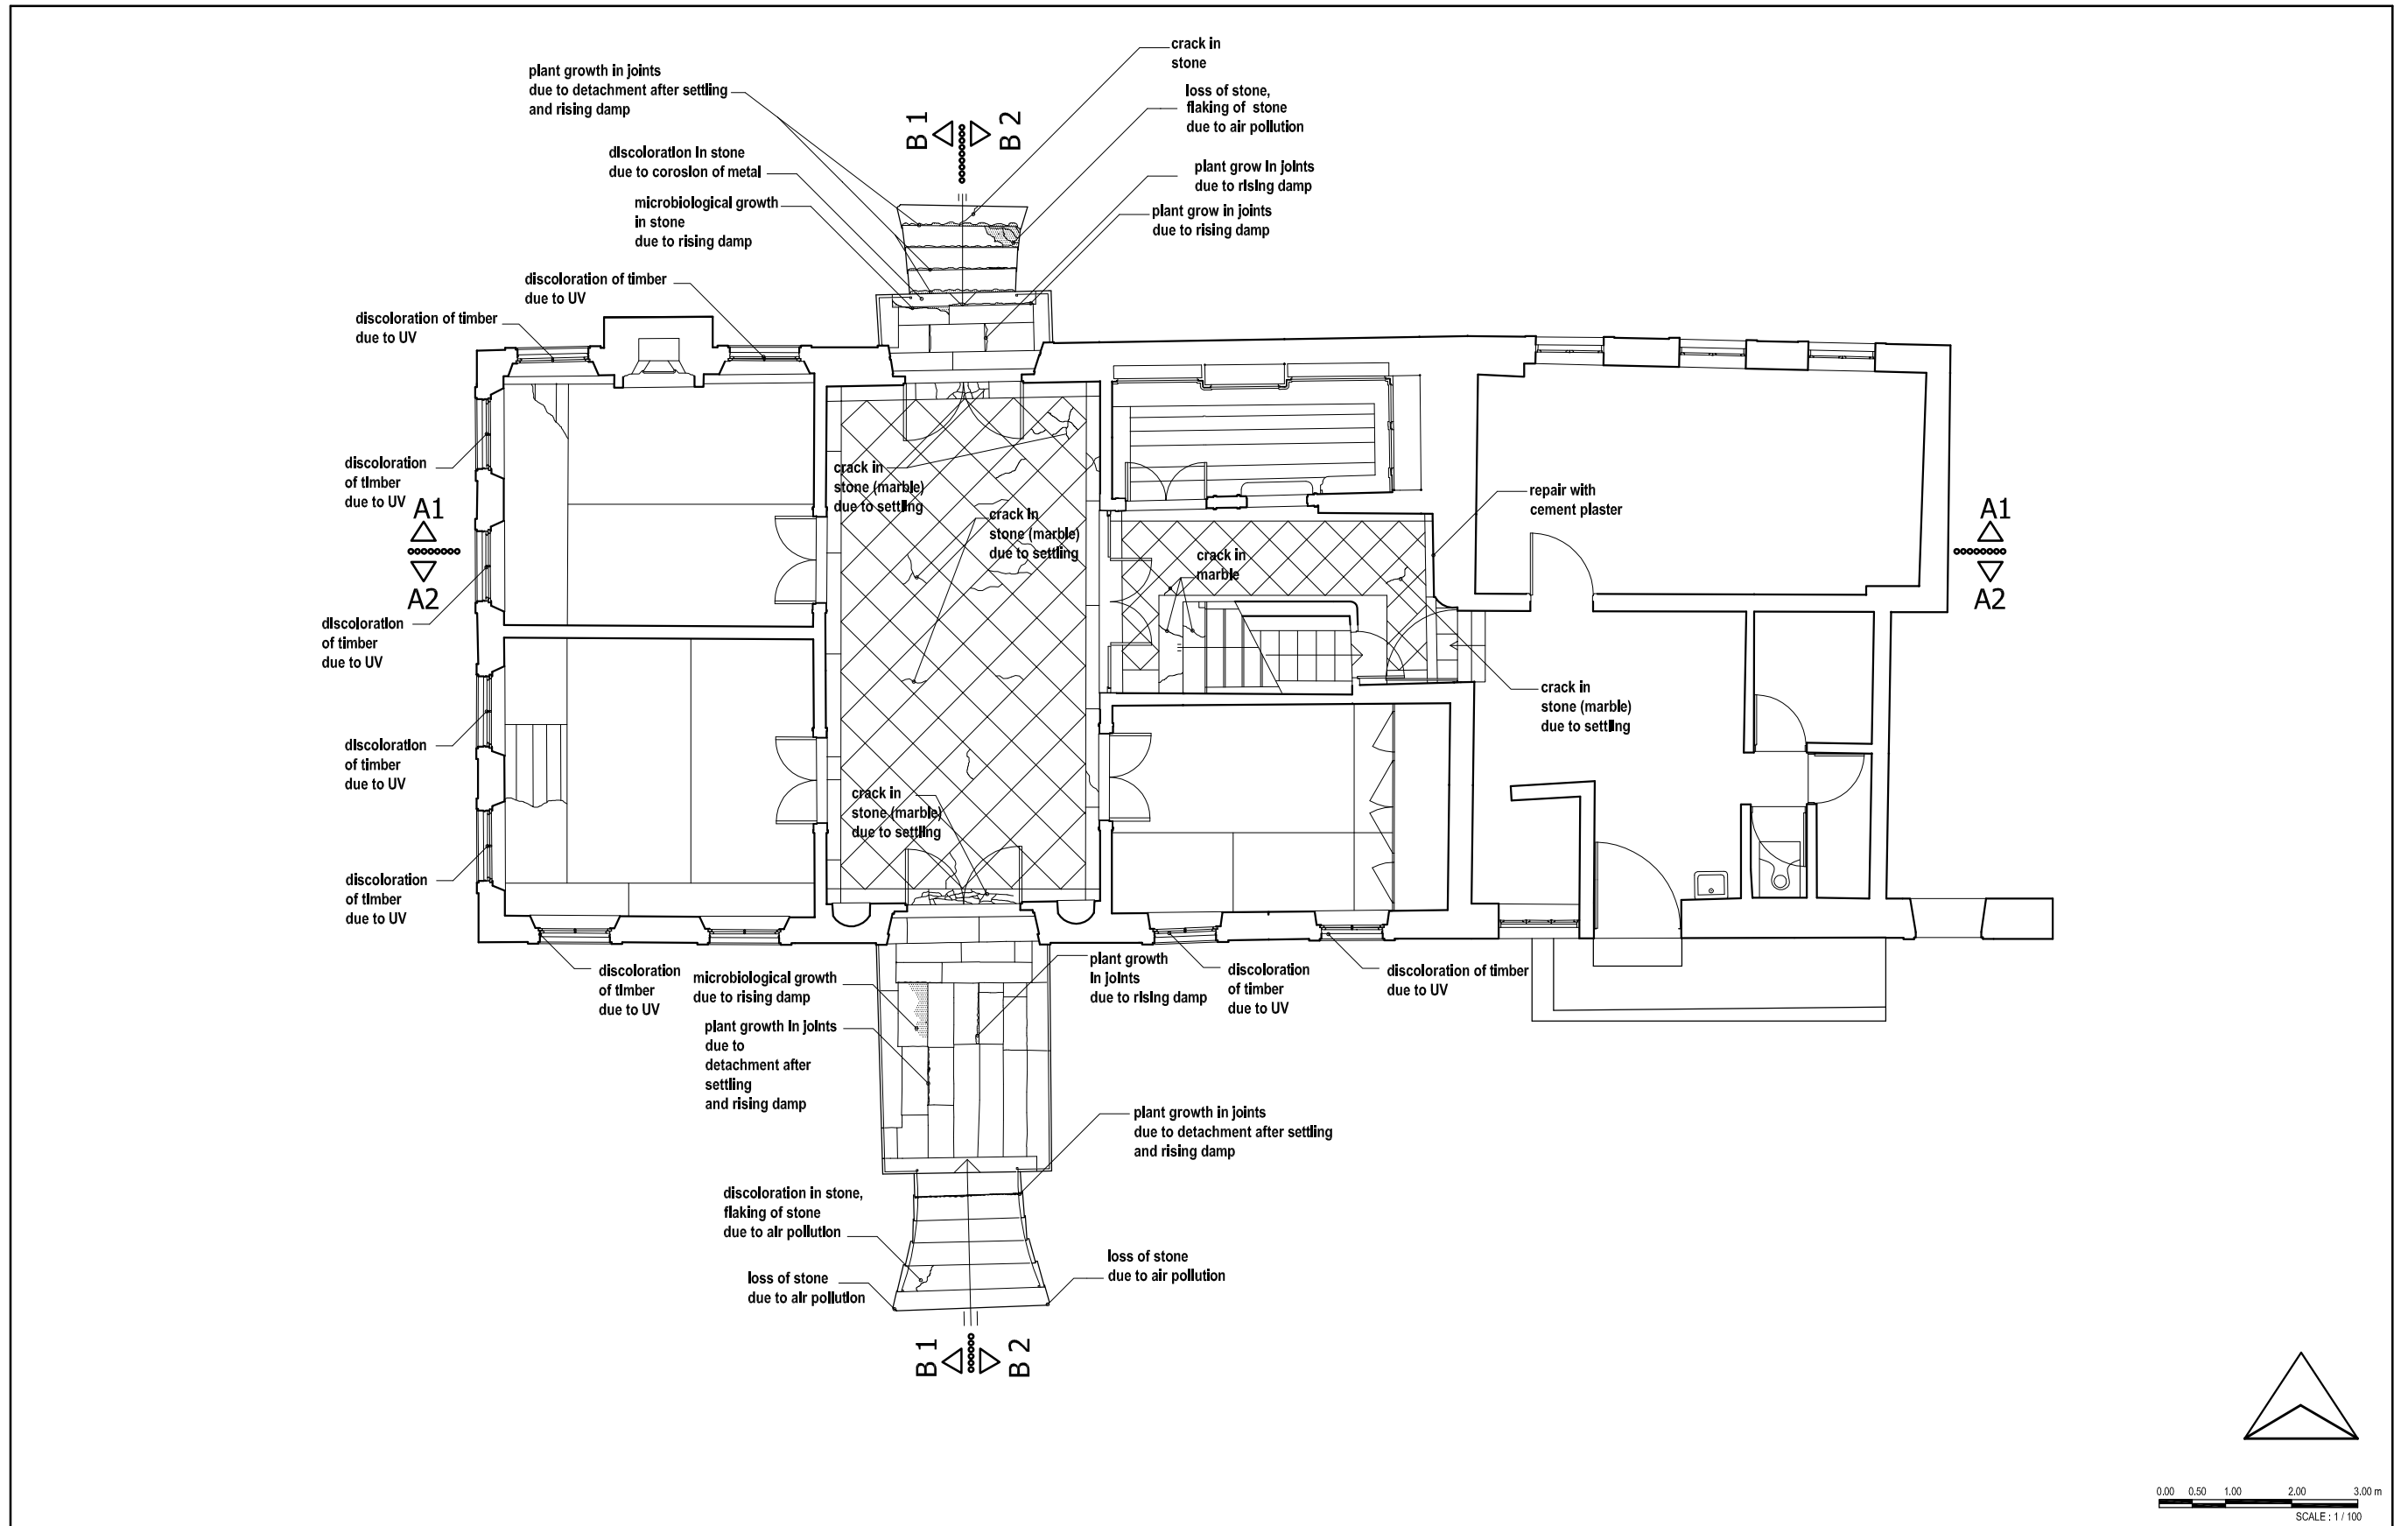 crack in
stone
plant growth in joints
due to detachment after settling
and rising damp
loss of stone,
flaking of stone
due to air pollution
B 1
B 2
discoloration in stone
due to corosion of metal
plant grow in joints
due to rising damp
microbiological growth
in stone
due to rising damp
plant grow in joints
due to rising damp
discoloration of timber
due to UV
discoloration of timber
due to UV
discoloration
of timber
due to UV
crack in
stone (marble)
due to settling
repair with
cement plaster
A1
A2
crack in
stone (marble)
due to settling
crack in
marble
A1
A2
discoloration
of timber
due to UV
crack in
stone (marble)
due to settling
discoloration
of timber
due to UV
crack in
stone (marble)
due to settling
discoloration
of timber
due to UV
discoloration
of timber
due to UV
microbiological growth
due to rising damp
plant growth
in joints
due to rising damp
discoloration
of timber
due to UV
discoloration of timber
due to UV
plant growth in joints
due to
detachment after
settling
and rising damp
plant growth in joints
due to detachment after settling
and rising damp
discoloration in stone,
flaking of stone
due to air pollution
loss of stone
due to air pollution
loss of stone
due to air pollution
B 1
B 2
0.00 0.50 1.00 2.00 3.00 m
SCALE : 1 / 100